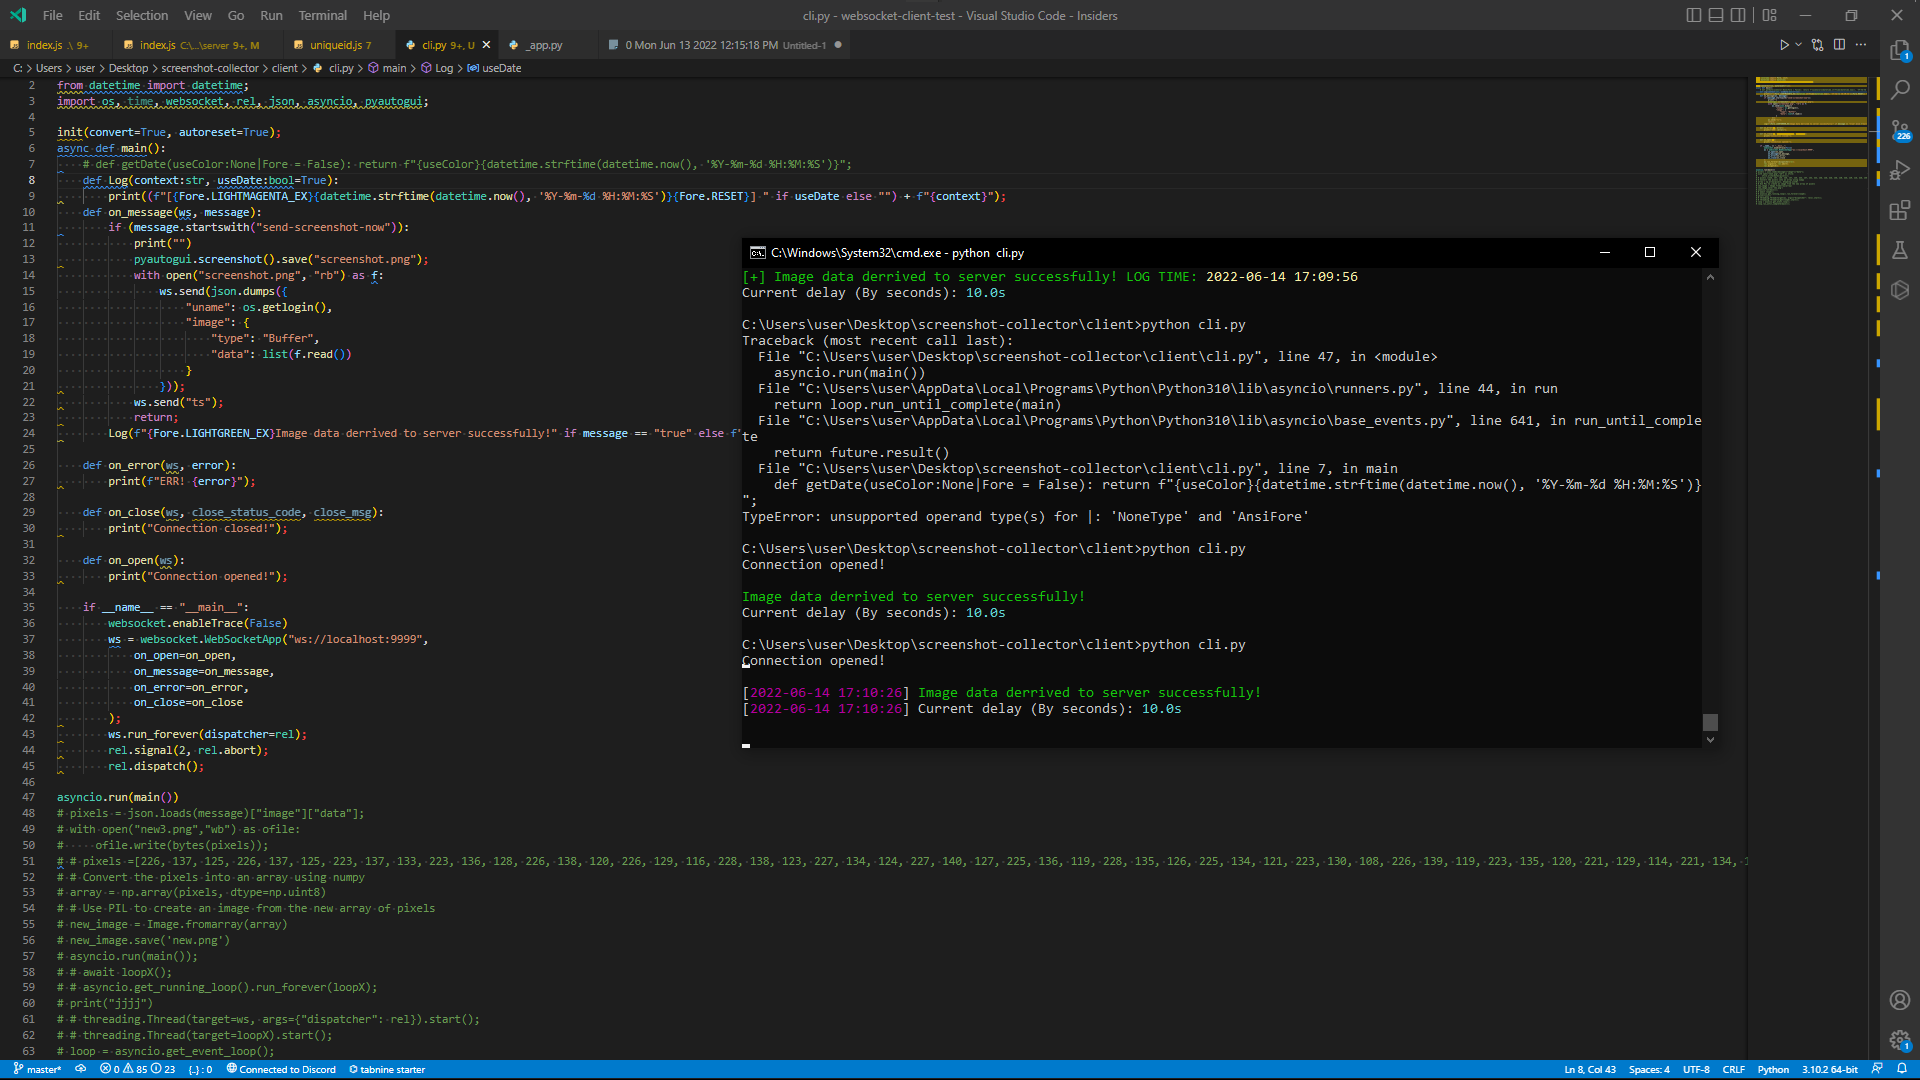 File Edit Selection View Go Run Terminal Help
cli.py - websocket-client-test - Visual Studio Code - Insiders
index.js .\ 9+
index.js C:\...\server 9+, M
uniqueid.js 7
cli.py 9+, U
_app.py
0 Mon Jun 13 2022 12:15:18 PM Untitled-1
C: > Users > user > Desktop > screenshot-collector > client > cli.py > main > Log > useDate
2 from datetime import datetime;
3 import os, time, websocket, rel, json, asyncio, pyautogui;
4
5 init(convert=True, autoreset=True);
6 async def main():
7 # def getDate(useColor:None|Fore = False): return f"{useColor}{datetime.strftime(datetime.now(), '%Y-%m-%d %H:%M:%S')}";
8 def Log(context:str, useDate:bool=True):
9 print((f"[{Fore.LIGHTMAGENTA_EX}{datetime.strftime(datetime.now(), '%Y-%m-%d %H:%M:%S')}{Fore.RESET}] " if useDate else "") + f"{context}");
10 def on_message(ws, message):
11 if (message.startswith("send-screenshot-now")):
12 print("")
13 pyautogui.screenshot().save("screenshot.png");
14 with open("screenshot.png", "rb") as f:
15 ws.send(json.dumps({
16 "uname": os.getlogin(),
17 "image": {
18 "type": "Buffer",
19 "data": list(f.read())
20 }
21 }));
22 ws.send("ts");
23 return;
24 Log(f"{Fore.LIGHTGREEN_EX}Image data derrived to server successfully!" if message == "true" else f"
25
26 def on_error(ws, error):
27 print(f"ERR! {error}");
28
29 def on_close(ws, close_status_code, close_msg):
30 print("Connection closed!");
31
32 def on_open(ws):
33 print("Connection opened!");
34
35 if __name__ == "__main__":
36 websocket.enableTrace(False)
37 ws = websocket.WebSocketApp("ws://localhost:9999",
38 on_open=on_open,
39 on_message=on_message,
40 on_error=on_error,
41 on_close=on_close
42 );
43 ws.run_forever(dispatcher=rel);
44 rel.signal(2, rel.abort);
45 rel.dispatch();
46
47 asyncio.run(main())
48 # pixels = json.loads(message)["image"]["data"];
49 # with open("new3.png","wb") as ofile:
50 # ofile.write(bytes(pixels));
51 # # pixels =[226, 137, 125, 226, 137, 125, 223, 137, 133, 223, 136, 128, 226, 138, 120, 226, 129, 116, 228, 138, 123, 227, 134, 124, 227, 140, 127, 225, 136, 119, 228, 135, 126, 225, 134, 121, 223, 130, 108, 226, 139, 119, 223, 135, 120, 221, 129, 114, 221, 134,
52 # # Convert the pixels into an array using numpy
53 # array = np.array(pixels, dtype=np.uint8)
54 # # Use PIL to create an image from the new array of pixels
55 # new_image = Image.fromarray(array)
56 # new_image.save('new.png')
57 # asyncio.run(main());
58 # # await loopX();
59 # # asyncio.get_running_loop().run_forever(loopX);
60 # print("jjjj")
61 # # threading.Thread(target=ws, args={"dispatcher": rel}).start();
62 # # threading.Thread(target=loopX).start();
63 # loop = asyncio.get_event_loop();
C:\Windows\System32\cmd.exe - python cli.py
[+] Image data derrived to server successfully! LOG TIME: 2022-06-14 17:09:56
Current delay (By seconds): 10.0s
C:\Users\user\Desktop\screenshot-collector\client>python cli.py
Traceback (most recent call last):
File "C:\Users\user\Desktop\screenshot-collector\client\cli.py", line 47, in <module>
asyncio.run(main())
File "C:\Users\user\AppData\Local\Programs\Python\Python310\lib\asyncio\runners.py", line 44, in run
return loop.run_until_complete(main)
File "C:\Users\user\AppData\Local\Programs\Python\Python310\lib\asyncio\base_events.py", line 641, in run_until_comple
te
return future.result()
File "C:\Users\user\Desktop\screenshot-collector\client\cli.py", line 7, in main
def getDate(useColor:None|Fore = False): return f"{useColor}{datetime.strftime(datetime.now(), '%Y-%m-%d %H:%M:%S')}
";
TypeError: unsupported operand type(s) for |: 'NoneType' and 'AnsiFore'
C:\Users\user\Desktop\screenshot-collector\client>python cli.py
Connection opened!
Image data derrived to server successfully!
Current delay (By seconds): 10.0s
C:\Users\user\Desktop\screenshot-collector\client>python cli.py
Connection opened!
[2022-06-14 17:10:26] Image data derrived to server successfully!
[2022-06-14 17:10:26] Current delay (By seconds): 10.0s
1
226
1
master* 0 85 23 {..} : 0 Connected to Discord tabnine starter
Ln 8, Col 43 Spaces: 4 UTF-8 CRLF Python 3.10.2 64-bit